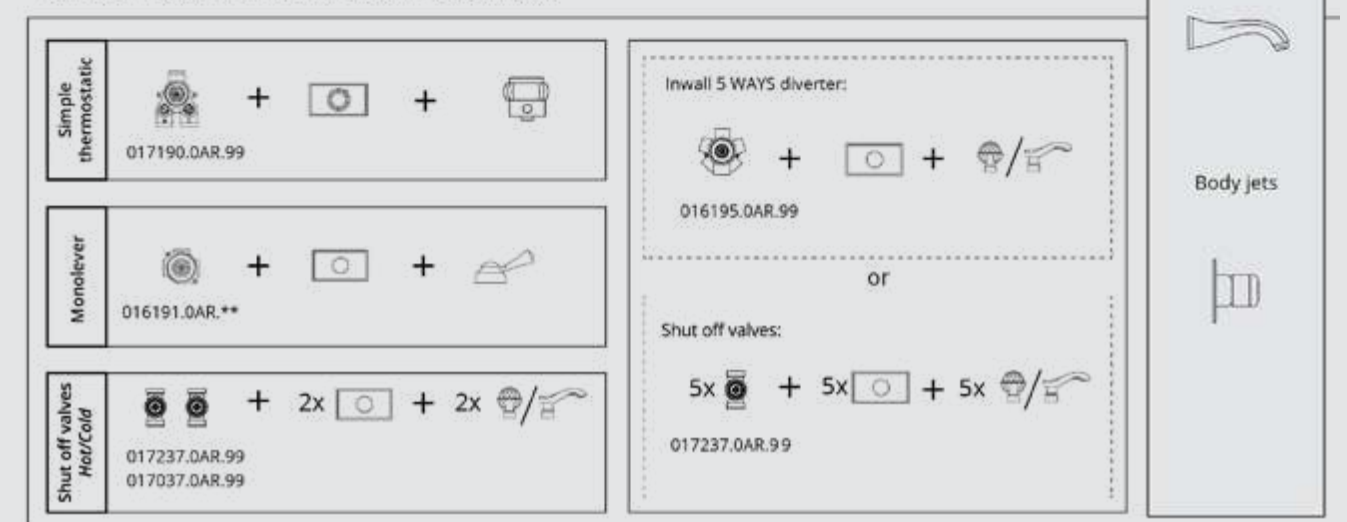 Simple
thermostatic
+ +
017190.0AR.99
Monolever
+ +
016191.0AR.**
Shut off valves
Hot/Cold
+ 2x + 2x /
017237.0AR.99
017037.0AR.99
Inwall 5 WAYS diverter:
+ + /
016195.0AR.99
or
Shut off valves:
5x + 5x + 5x /
017237.0AR.99
Body jets